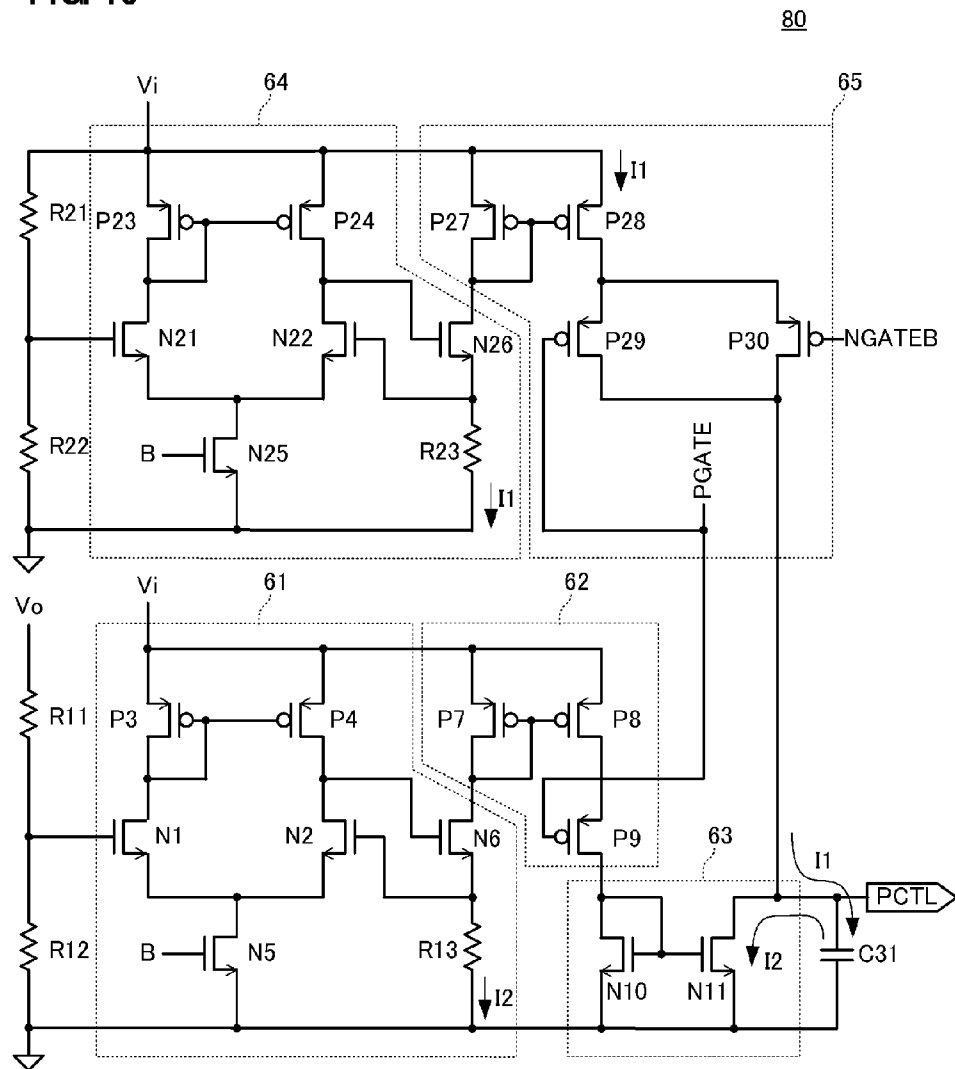 80
Vi
64
65
I1
R21
P23
P24
P27
P28
N21
N22
N26
P29
P30
NGATEB
R22
B
N25
R23
PGATE
I1
Vi
61
62
Vo
R11
P3
P4
P7
P8
N1
N2
N6
P9
63
I1
PCTL
R12
B
N5
R13
I2
N10
N11
I2
C31